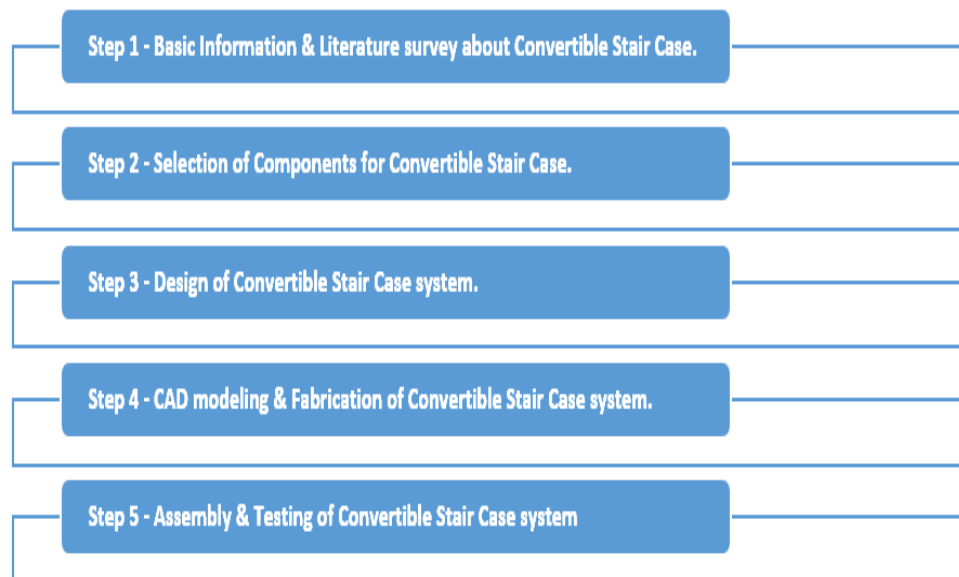 Step 1 - Basic Information & Literature survey about Convertible Stair Case.
Step 2 - Selection of Components for Convertible Stair Case.
Step 3 - Design of Convertible Stair Case system.
Step 4 - CAD modeling & Fabrication of Convertible Stair Case system.
Step 5 - Assembly & Testing of Convertible Stair Case system